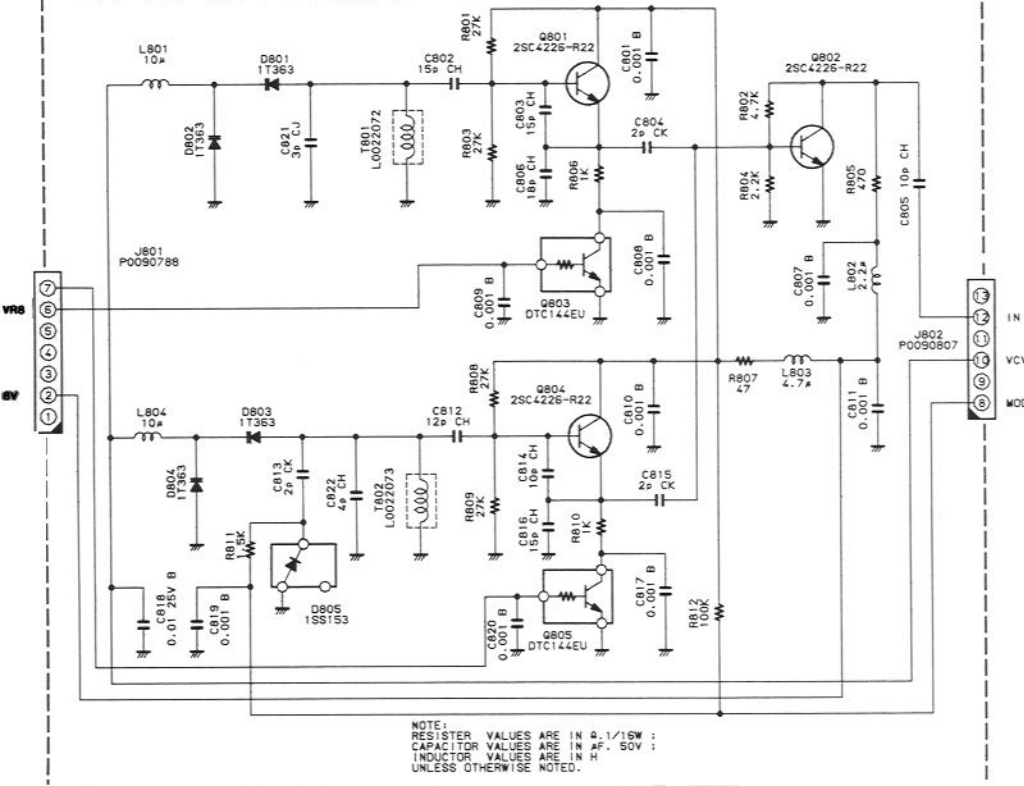 R801
27K
Q801
2SC4226-R22
C801
0.001 B
L801
10μ
D801
1T363
C802
15p CH
Q802
2SC4226-R22
D802
1T363
C821
3p CJ
T801
L0022072
R803
27K
C803
15p CH
C806
18p CH
R806
1K
C804
2p CK
R802
4.7K
R804
2.2K
R805
470
C805 10p CH
J801
P0090788
C809
0.001 B
Q803
DTC144EU
C808
0.001 B
C807
0.001 B
L802
2.2μ
7
VR8
6
5
4
3
8V
2
1
J802
P0090807
13
12 IN
11
10 VCV
9
8 MOD
R808
27K
Q804
2SC4226-R22
C810
0.001 B
R807
47
L803
4.7μ
C811
0.001 B
L804
10μ
D803
1T363
C812
12p CH
D804
1T363
C813
2p CK
C822
4p CH
T802
L0022073
R809
27K
C814
10p CH
C816
15p CH
R810
1K
C815
2p CK
R811
1.5K
D805
1SS153
C818
0.01 25V B
C819
0.001 B
C820
0.001 B
Q805
DTC144EU
C817
0.001 B
R812
100K
NOTE:
RESISTER VALUES ARE IN Ω.1/16W ;
CAPACITOR VALUES ARE IN μF. 50V ;
INDUCTOR VALUES ARE IN H
UNLESS OTHERWISE NOTED.